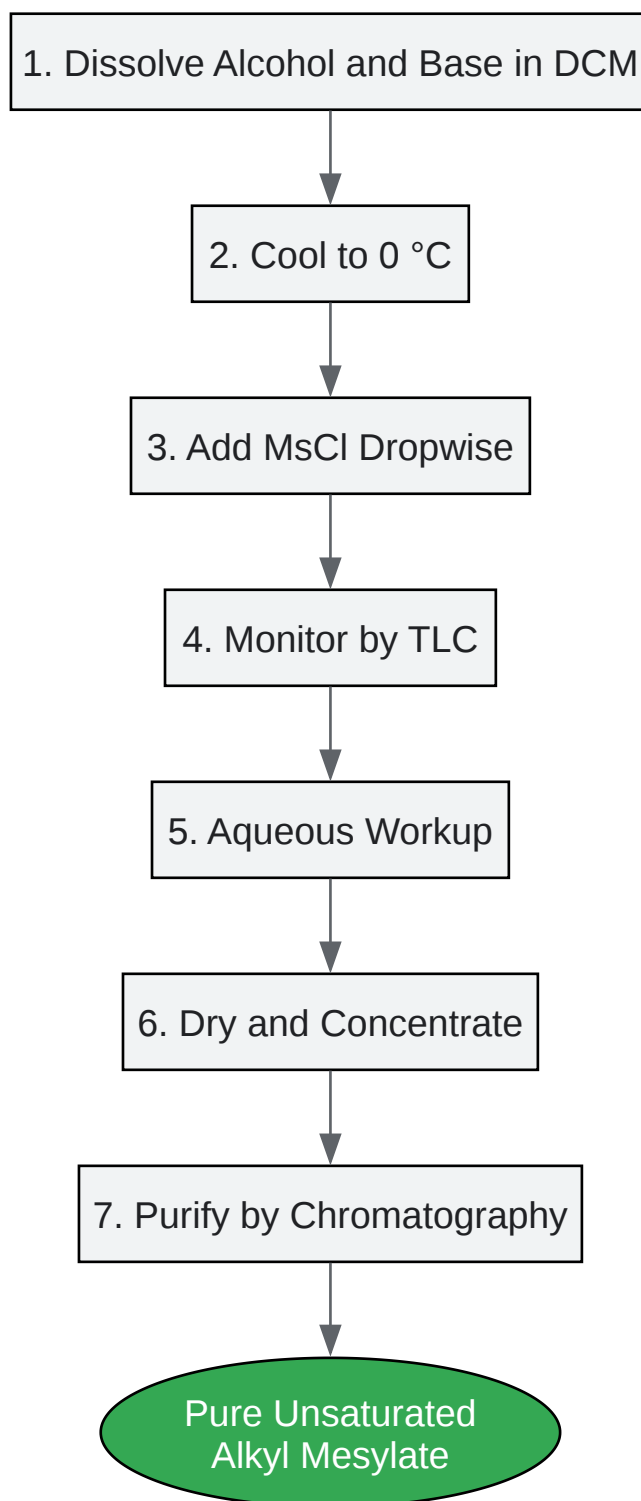 1. Dissolve Alcohol and Base in DCM
2. Cool to 0 °C
3. Add MsCl Dropwise
4. Monitor by TLC
5. Aqueous Workup
6. Dry and Concentrate
7. Purify by Chromatography
Pure Unsaturated
Alkyl Mesylate